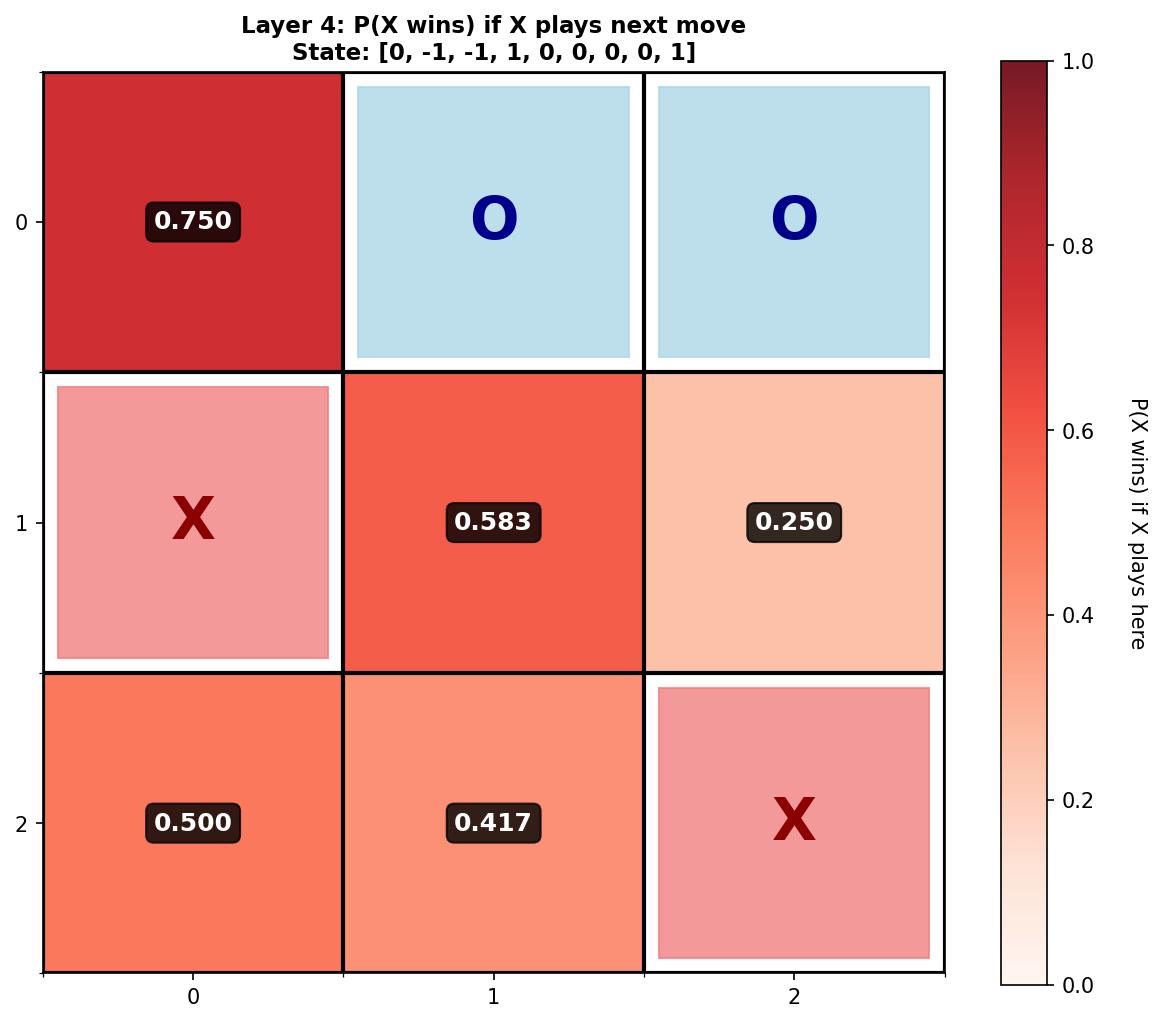 Layer 4: P(X wins) if X plays next move
State: [0, -1, -1, 1, 0, 0, 0, 0, 1]
0.750
O
O
X
0.583
0.250
0.500
0.417
X
0
1
2
0
1
2
1.0
0.8
0.6
0.4
0.2
0.0
P(X wins) if X plays here